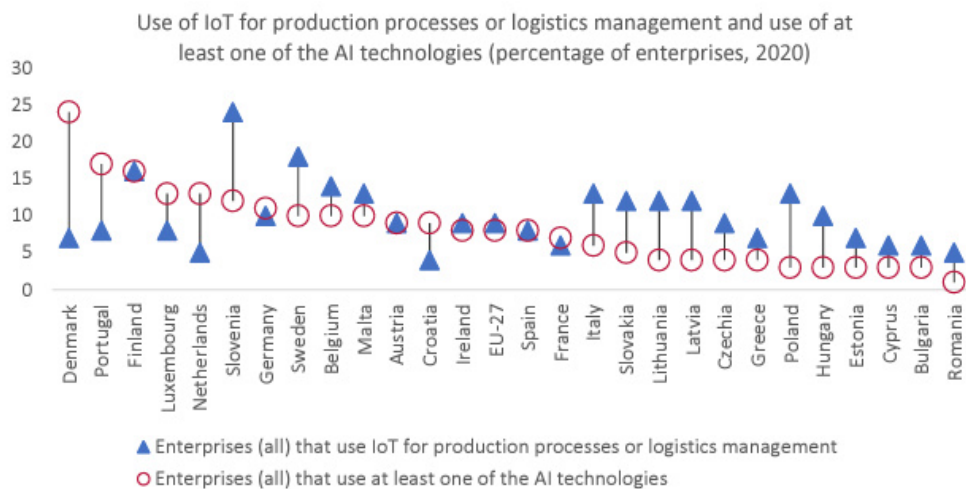 Use of IoT for production processes or logistics management and use of at
least one of the AI technologies (percentage of enterprises, 2020)
30
25
20
15
10
5
0
Denmark
Portugal
Finland
Luxembourg
Netherlands
Slovenia
Germany
Sweden
Belgium
Malta
Austria
Croatia
Ireland
EU-27
Spain
France
Italy
Slovakia
Lithuania
Latvia
Czechia
Greece
Poland
Hungary
Estonia
Cyprus
Bulgaria
Romania
Enterprises (all) that use IoT for production processes or logistics management
Enterprises (all) that use at least one of the AI technologies